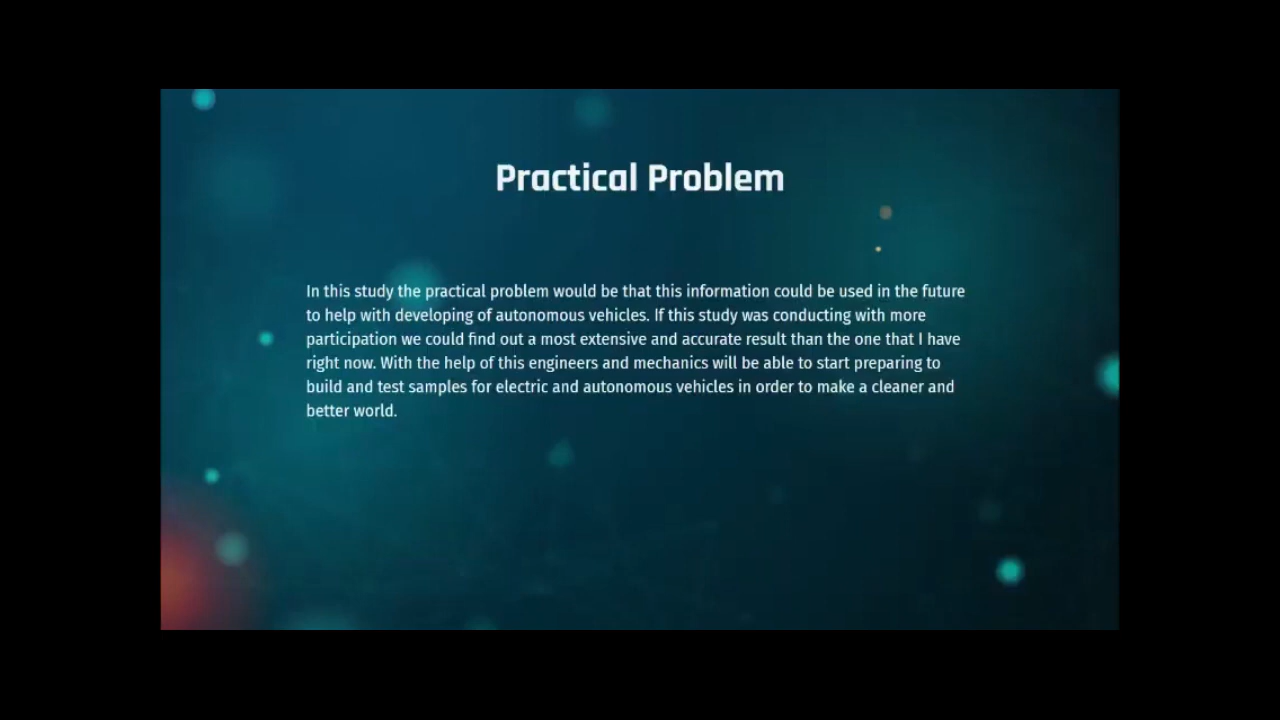 Practical Problem
In this study the practical problem would be that this information could be used in the future
to help with developing of autonomous vehicles. If this study was conducting with more
participation we could find out a most extensive and accurate result than the one that I have
right now. With the help of this engineers and mechanics will be able to start preparing to
build and test samples for electric and autonomous vehicles in order to make a cleaner and
better world.